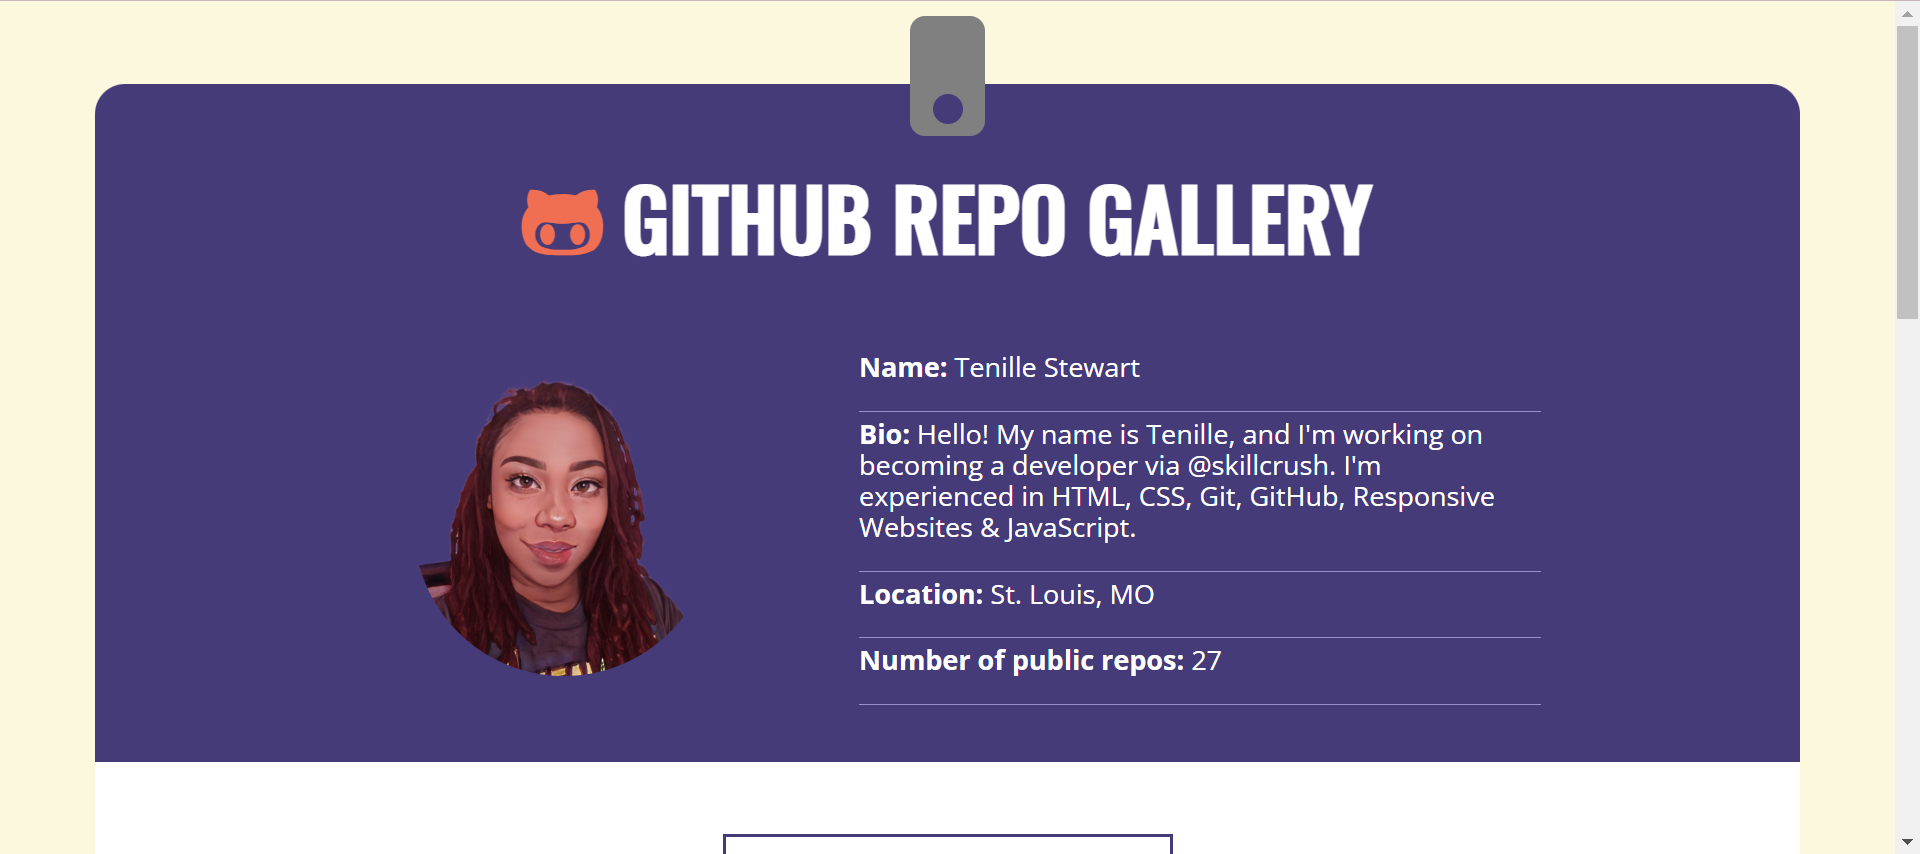 GITHUB REPO GALLERY
Name: Tenille Stewart
Bio: Hello! My name is Tenille, and I'm working on
becoming a developer via @skillcrush. I'm
experienced in HTML, CSS, Git, GitHub, Responsive
Websites & JavaScript.
Location: St. Louis, MO
Number of public repos: 27